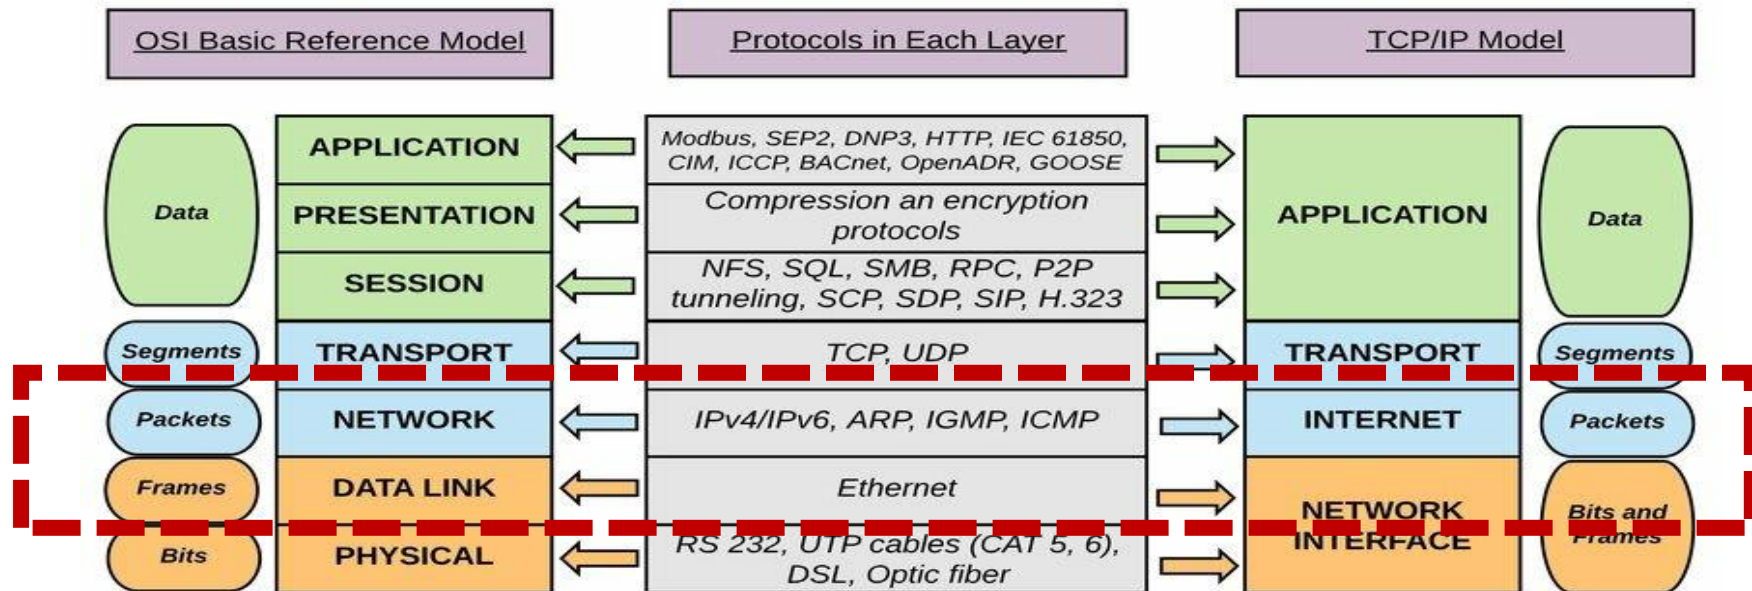 OSI Basic Reference Model
Protocols in Each Layer
TCP/IP Model
Data
APPLICATION
PRESENTATION
SESSION
Modbus, SEP2, DNP3, HTTP, IEC 61850,
CIM, ICCP, BACnet, OpenADR, GOOSE
Compression an encryption
protocols
NFS, SQL, SMB, RPC, P2P
tunneling, SCP, SDP, SIP, H.323
APPLICATION
Data
Segments
TRANSPORT
TCP, UDP
TRANSPORT
Segments
Packets
NETWORK
IPv4/IPv6, ARP, IGMP, ICMP
INTERNET
Packets
Frames
DATA LINK
Ethernet
NETWORK
INTERFACE
Bits and
Frames
Bits
PHYSICAL
RS 232, UTP cables (CAT 5, 6),
DSL, Optic fiber